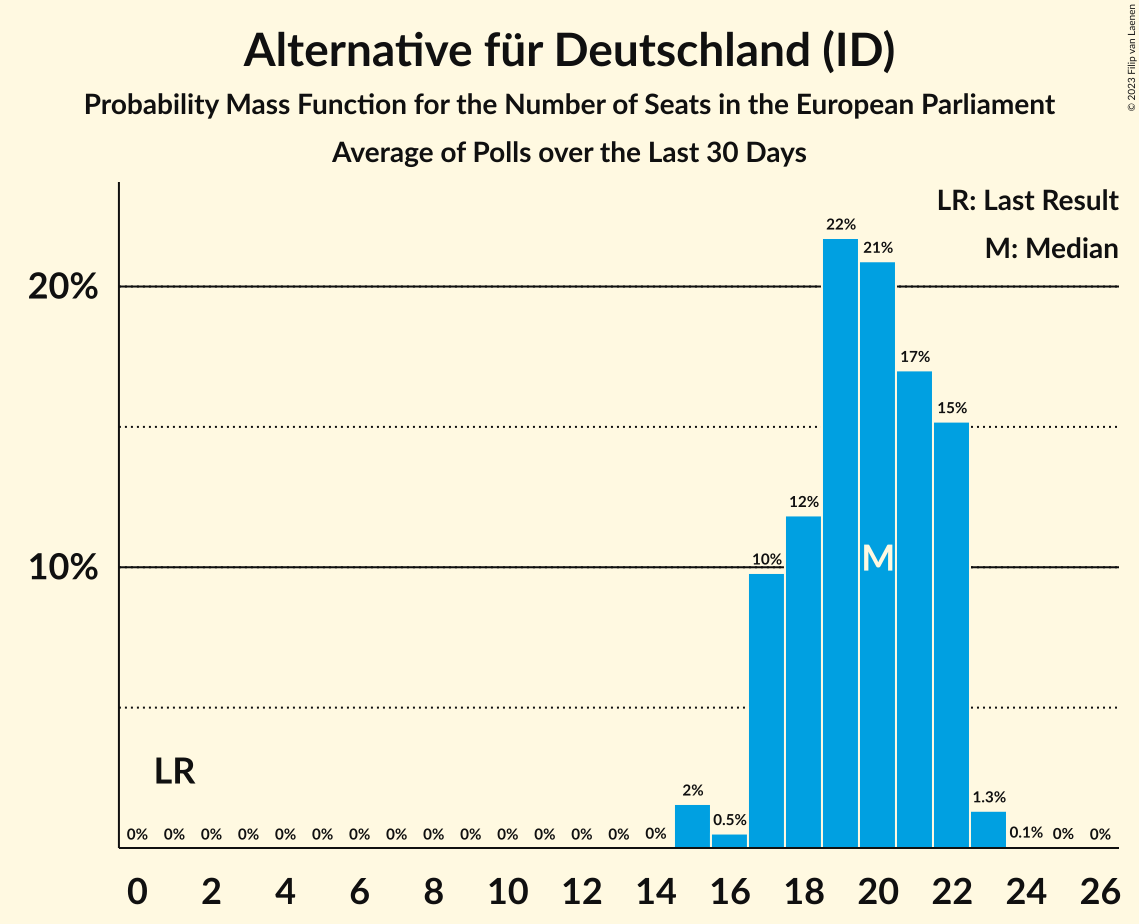 Alternative für Deutschland (ID)
Probability Mass Function for the Number of Seats in the European Parliament
Average of Polls over the Last 30 Days
© 2023 Filip van Laenen
LR: Last Result
M: Median
20%
10%
22%
21%
17%
15%
12%
10%
M
LR
2%
0.5%
1.3%
0.1%
0% 0% 0% 0% 0% 0% 0% 0% 0% 0% 0% 0% 0% 0% 0% 0% 0%
0 2 4 6 8 10 12 14 16 18 20 22 24 26